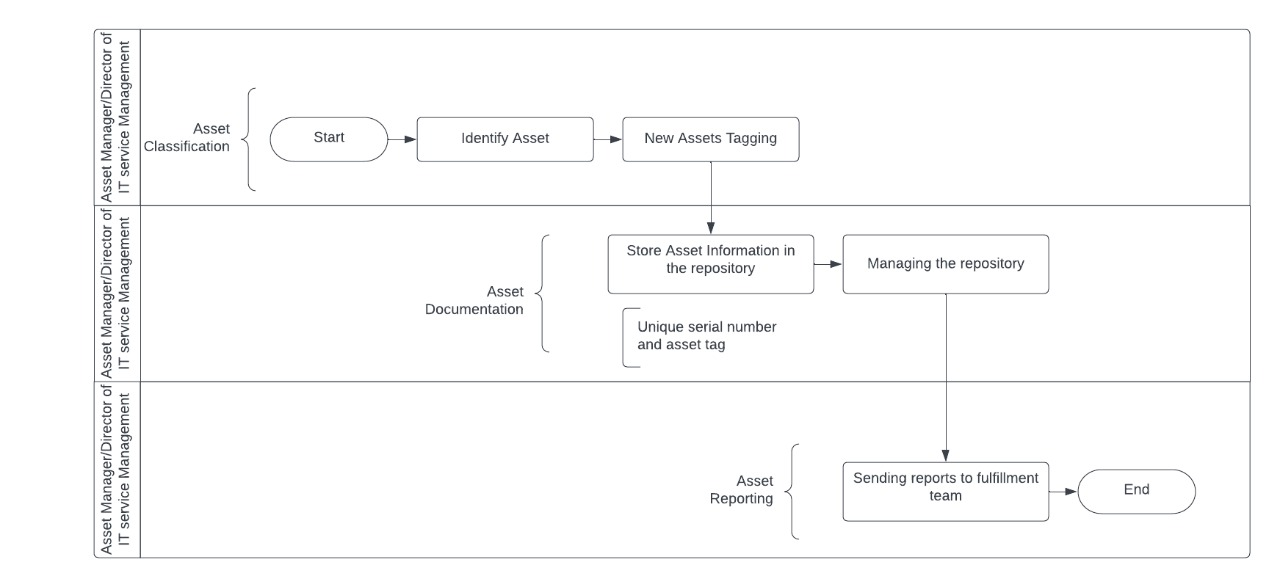 Asset Manager/Director of
IT service Management
Asset
Classification
Start
Identify Asset
New Assets Tagging
Asset Manager/Director of
IT service Management
Asset
Documentation
Store Asset Information in
the repository
Managing the repository
Unique serial number
and asset tag
Asset Manager/Director of
IT service Management
Asset
Reporting
Sending reports to fulfillment
team
End